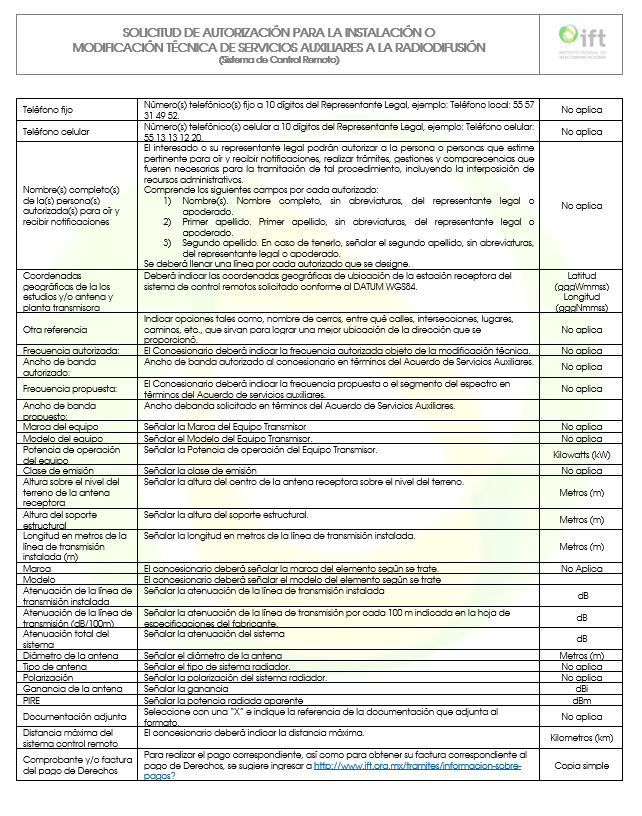 SOLICITUD DE AUTORIZACIÓN PARA LA INSTALACIÓN O
MODIFICACIÓN TÉCNICA DE SERVICIOS AUXILIARES A LA RADIODIFUSIÓN
(Sistema de Control Remoto)
ift
INSTITUTO FEDERAL DE
TELECOMUNICACIONES
Teléfono fijo
Número(s) telefónico(s) fijo a 10 dígitos del Representante Legal, ejemplo: Teléfono local: 55 57
31 49 52.
No aplica
Teléfono celular
Número(s) telefónico(s) celular a 10 dígitos del Representante Legal, ejemplo: Teléfono celular:
55 13 13 12 20.
No aplica
Nombre(s) completo(s)
de la(s) persona(s)
autorizada(s) para oír y
recibir notificaciones
El interesado o su representante legal podrán autorizar a la persona o personas que estime
pertinente para oír y recibir notificaciones, realizar trámites, gestiones y comparecencias que
fueren necesarias para la tramitación de tal procedimiento, incluyendo la interposición de
recursos administrativos.
Comprende los siguientes campos por cada autorizado:
1) Nombre(s). Nombre completo, sin abreviaturas, del representante legal o
apoderado.
2) Primer apellido. Primer apellido, sin abreviaturas, del representante legal o
apoderado.
3) Segundo apellido. En caso de tenerlo, señalar el segundo apellido, sin abreviaturas,
del representante legal o apoderado.
Se deberá llenar una línea por cada autorizado que se designe.
No aplica
Coordenadas
geográficas de la los
estudios y/o antena y
planta transmisora
Deberá indicar las coordenadas geográficas de ubicación de la estación receptora del
sistema de control remotos solicitado conforme al DATUM WGS84.
Latitud
(gggWmmss)
Longitud
(gggNmmss)
Otra referencia
Indicar opciones tales como, nombre de cerros, entre qué calles, intersecciones, lugares,
caminos, etc., que sirvan para lograr una mejor ubicación de la dirección que se
proporcionó.
No aplica
Frecuencia autorizada:
El Concesionario deberá indicar la frecuencia autorizada objeto de la modificación técnica.
No aplica
Ancho de banda
autorizado:
Ancho de banda autorizado al concesionario en términos del Acuerdo de Servicios Auxiliares.
No aplica
Frecuencia propuesta:
El Concesionario deberá indicar la frecuencia propuesta o el segmento del espectro en
términos del Acuerdo de servicios auxiliares.
No aplica
Ancho de banda
propuesto:
Ancho debanda solicitado en términos del Acuerdo de Servicios Auxiliares.
Marca del equipo
Señalar la Marca del Equipo Transmisor
No aplica
Modelo del equipo
Señalar el Modelo del Equipo Transmisor.
No aplica
Potencia de operación
del equipo
Señalar la Potencia de operación del Equipo Transmisor.
Kilowatts (kW)
Clase de emisión
Señalar la clase de emisión
No aplica
Altura sobre el nivel del
terreno de la antena
receptora
Señalar la altura del centro de la antena receptora sobre el nivel del terreno.
Metros (m)
Altura del soporte
estructural
Señalar la altura del soporte estructural.
Metros (m)
Longitud en metros de la
línea de transmisión
instalada (m)
Señalar la longitud en metros de la línea de transmisión instalada.
Metros (m)
Marca
El concesionario deberá señalar la marca del elemento según se trate.
No Aplica
Modelo
El concesionario deberá señalar el modelo del elemento según se trate
Atenuación de la línea de
transmisión instalada
Señalar la atenuación de la línea de transmisión instalada
dB
Atenuación de la línea de
transmisión (dB/100m)
Señalar la atenuación de la línea de transmisión por cada 100 m indicada en la hoja de
especificaciones del fabricante.
dB
Atenuación total del
sistema
Señalar la atenuación del sistema
dB
Diámetro de la antena
Señalar el diámetro de la antena
Metros (m)
Tipo de antena
Señalar el tipo de sistema radiador.
No aplica
Polarización
Señalar la polarización del sistema radiador.
No aplica
Ganancia de la antena
Señalar la ganancia
dBi
PIRE
Señalar la potencia radiada aparente
dBm
Documentación adjunta
Seleccione con una "X" e indique la referencia de la documentación que adjunta al
formato.
No aplica
Distancia máxima del
sistema control remoto
El concesionario deberá indicar la distancia máxima.
Kilometros (km)
Comprobante y/o factura
del pago de Derechos
Para realizar el pago correspondiente, así como para obtener su factura correspondiente al
pago de Derechos, se sugiere ingresar a http://www.ift.org.mx/tramites/informacion-sobre-
pagos?
Copia simple